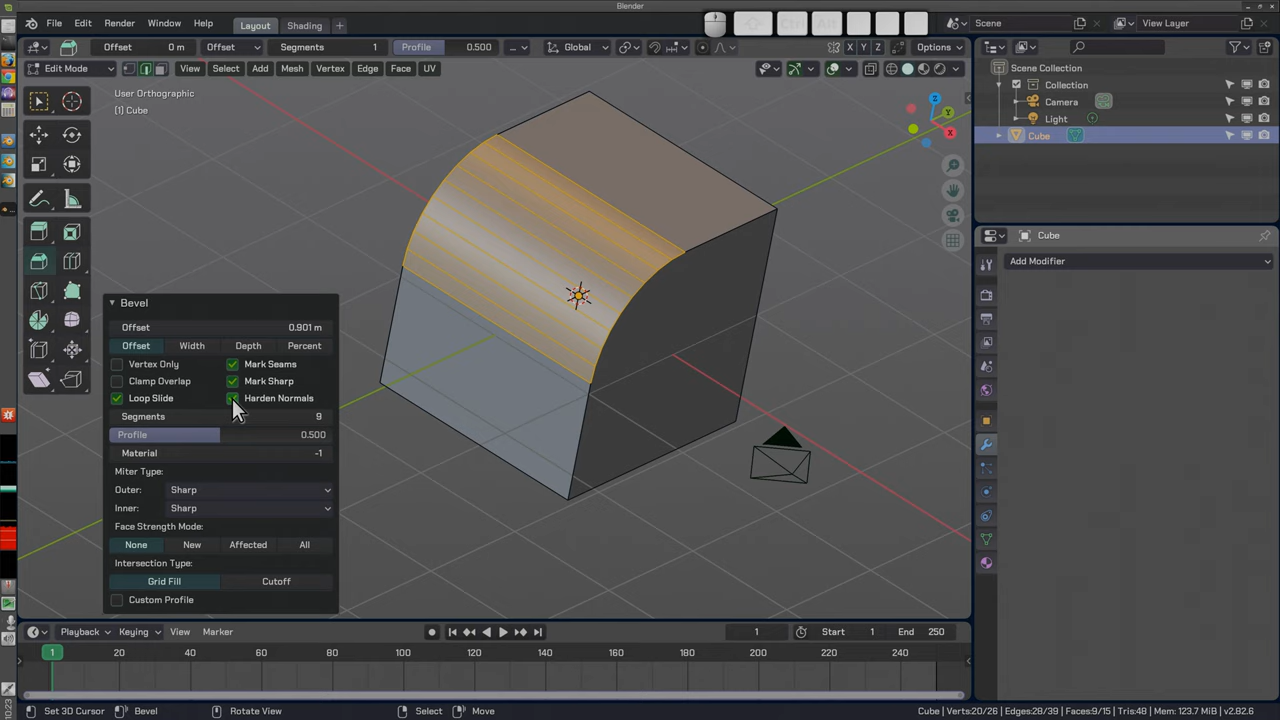 Blender
File Edit Render Window Help Layout Shading + Ctrl Alt Scene View Layer
Offset 0 m Offset Segments 1 Profile 0.500 Global X Y Z Options
Edit Mode View Select Add Mesh Vertex Edge Face UV
User Orthographic
(1) Cube
Z
Y
X
Scene Collection
Collection
Camera
Light
Cube
Cube
Add Modifier
Bevel
Offset 0.901 m
Offset Width Depth Percent
Vertex Only Mark Seams
Clamp Overlap Mark Sharp
Loop Slide Harden Normals
Segments 9
Profile 0.500
Material -1
Miter Type:
Outer: Sharp
Inner: Sharp
Face Strength Mode:
None New Affected All
Intersection Type:
Grid Fill Cutoff
Custom Profile
Playback Keying View Marker 1 Start 1 End 250
1 20 40 60 80 100 120 140 160 180 200 220 240
10:23
Set 3D Cursor Bevel Rotate View Select Move Cube | Verts:20/26 | Edges:28/39 | Faces:9/15 | Tris:48 | Mem: 123.7 MiB | v2.82.6